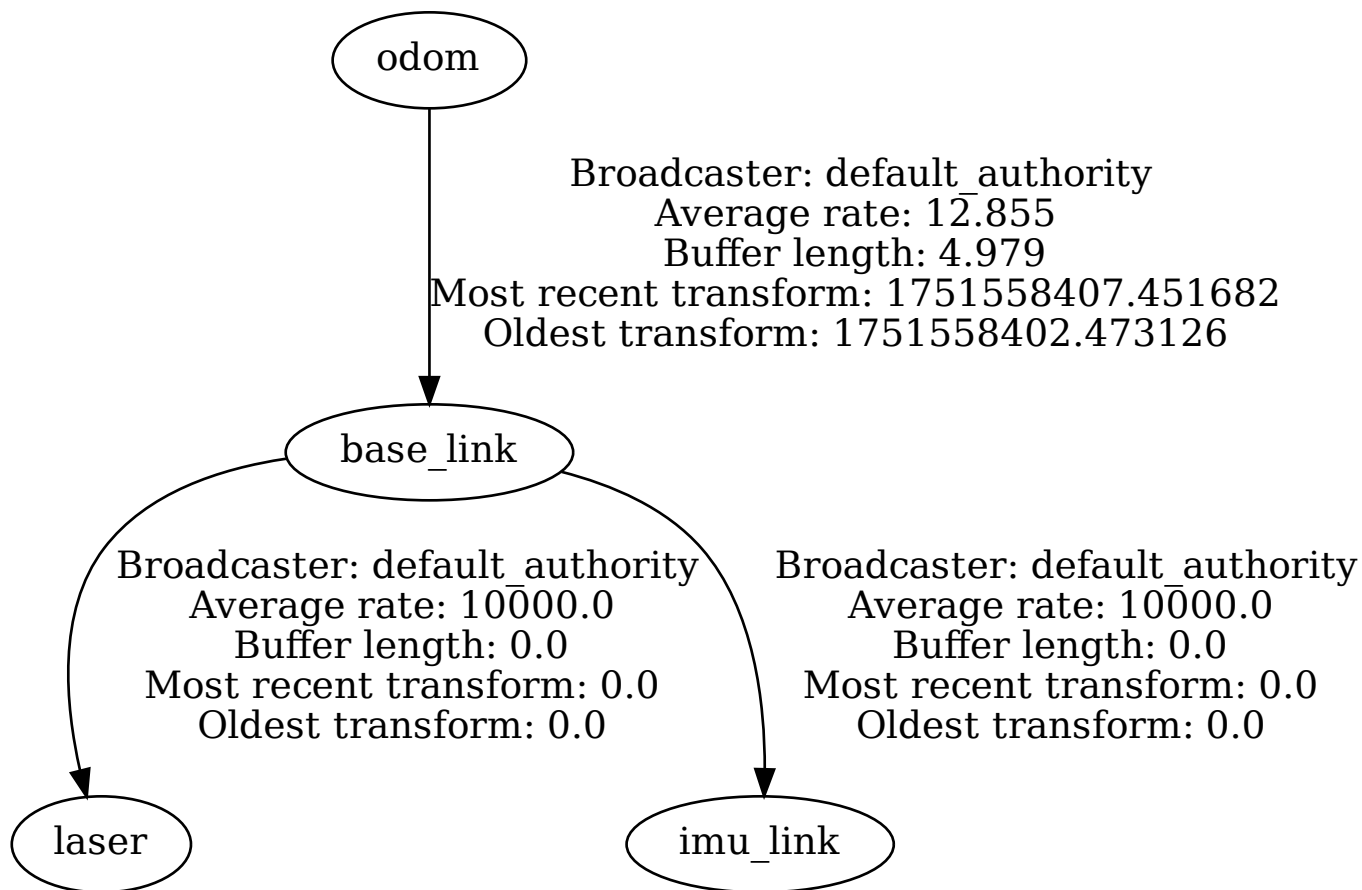 odom
Broadcaster: default_authority
Average rate: 12.855
Buffer length: 4.979
Most recent transform: 1751558407.451682
Oldest transform: 1751558402.473126
base_link
Broadcaster: default_authority
Average rate: 10000.0
Buffer length: 0.0
Most recent transform: 0.0
Oldest transform: 0.0
Broadcaster: default_authority
Average rate: 10000.0
Buffer length: 0.0
Most recent transform: 0.0
Oldest transform: 0.0
laser
imu_link